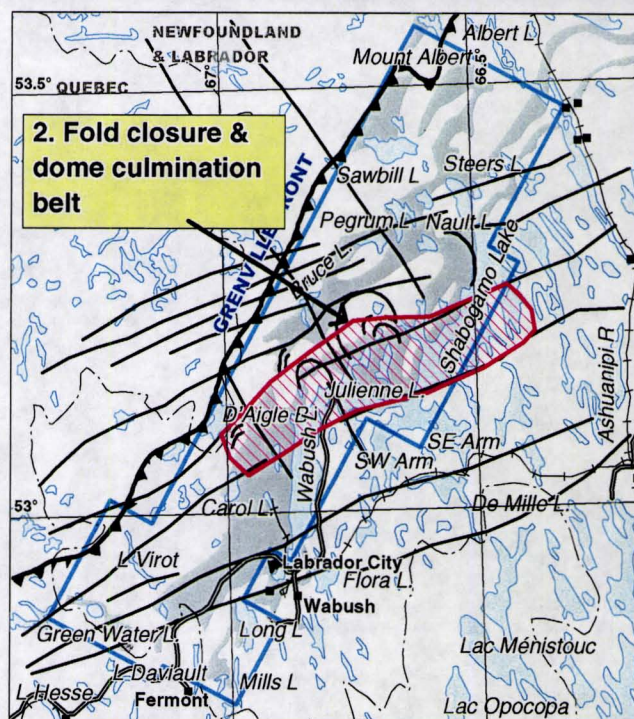 NEWFOUNDLAND
& LABRADOR
Albert L
Mount Albert
67°
66.5°
53.5°
QUEBEC
2. Fold closure &
dome culmination
belt
GRENVILLE FRONT
Sawbill L
Steers L
Pegrum L
Nault L
Bruce L
Shabogamo Lake
Julienne L
D'Aigle B
Wabush L
Ashuanipi R
SE Arm
SW Arm
53°
Carol L
De Mille L
L Virot
Labrador City
Flora L
Wabush
Green Water L
Long L
Lac Ménistouc
L Daviault
Mills L
L Hesse
Fermont
Lac Opocopa